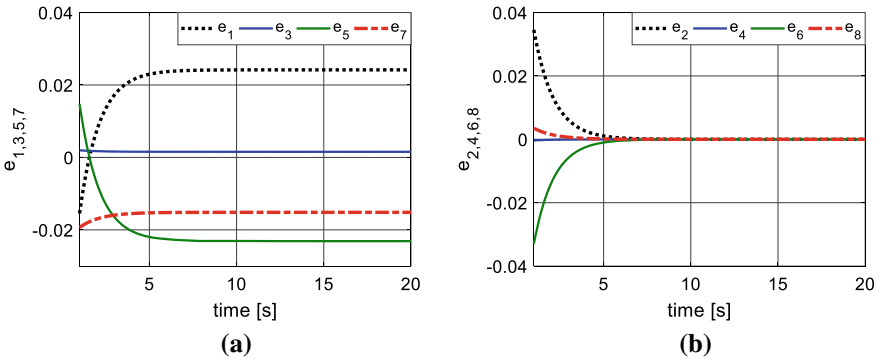 0.04
0.02
0
-0.02
e1,3,5,7
e1 e3 e5 e7
5 10 15 20
time [s]
(a)
0.04
0.02
0
-0.02
-0.04
e2,4,6,8
e2 e4 e6 e8
5 10 15 20
time [s]
(b)